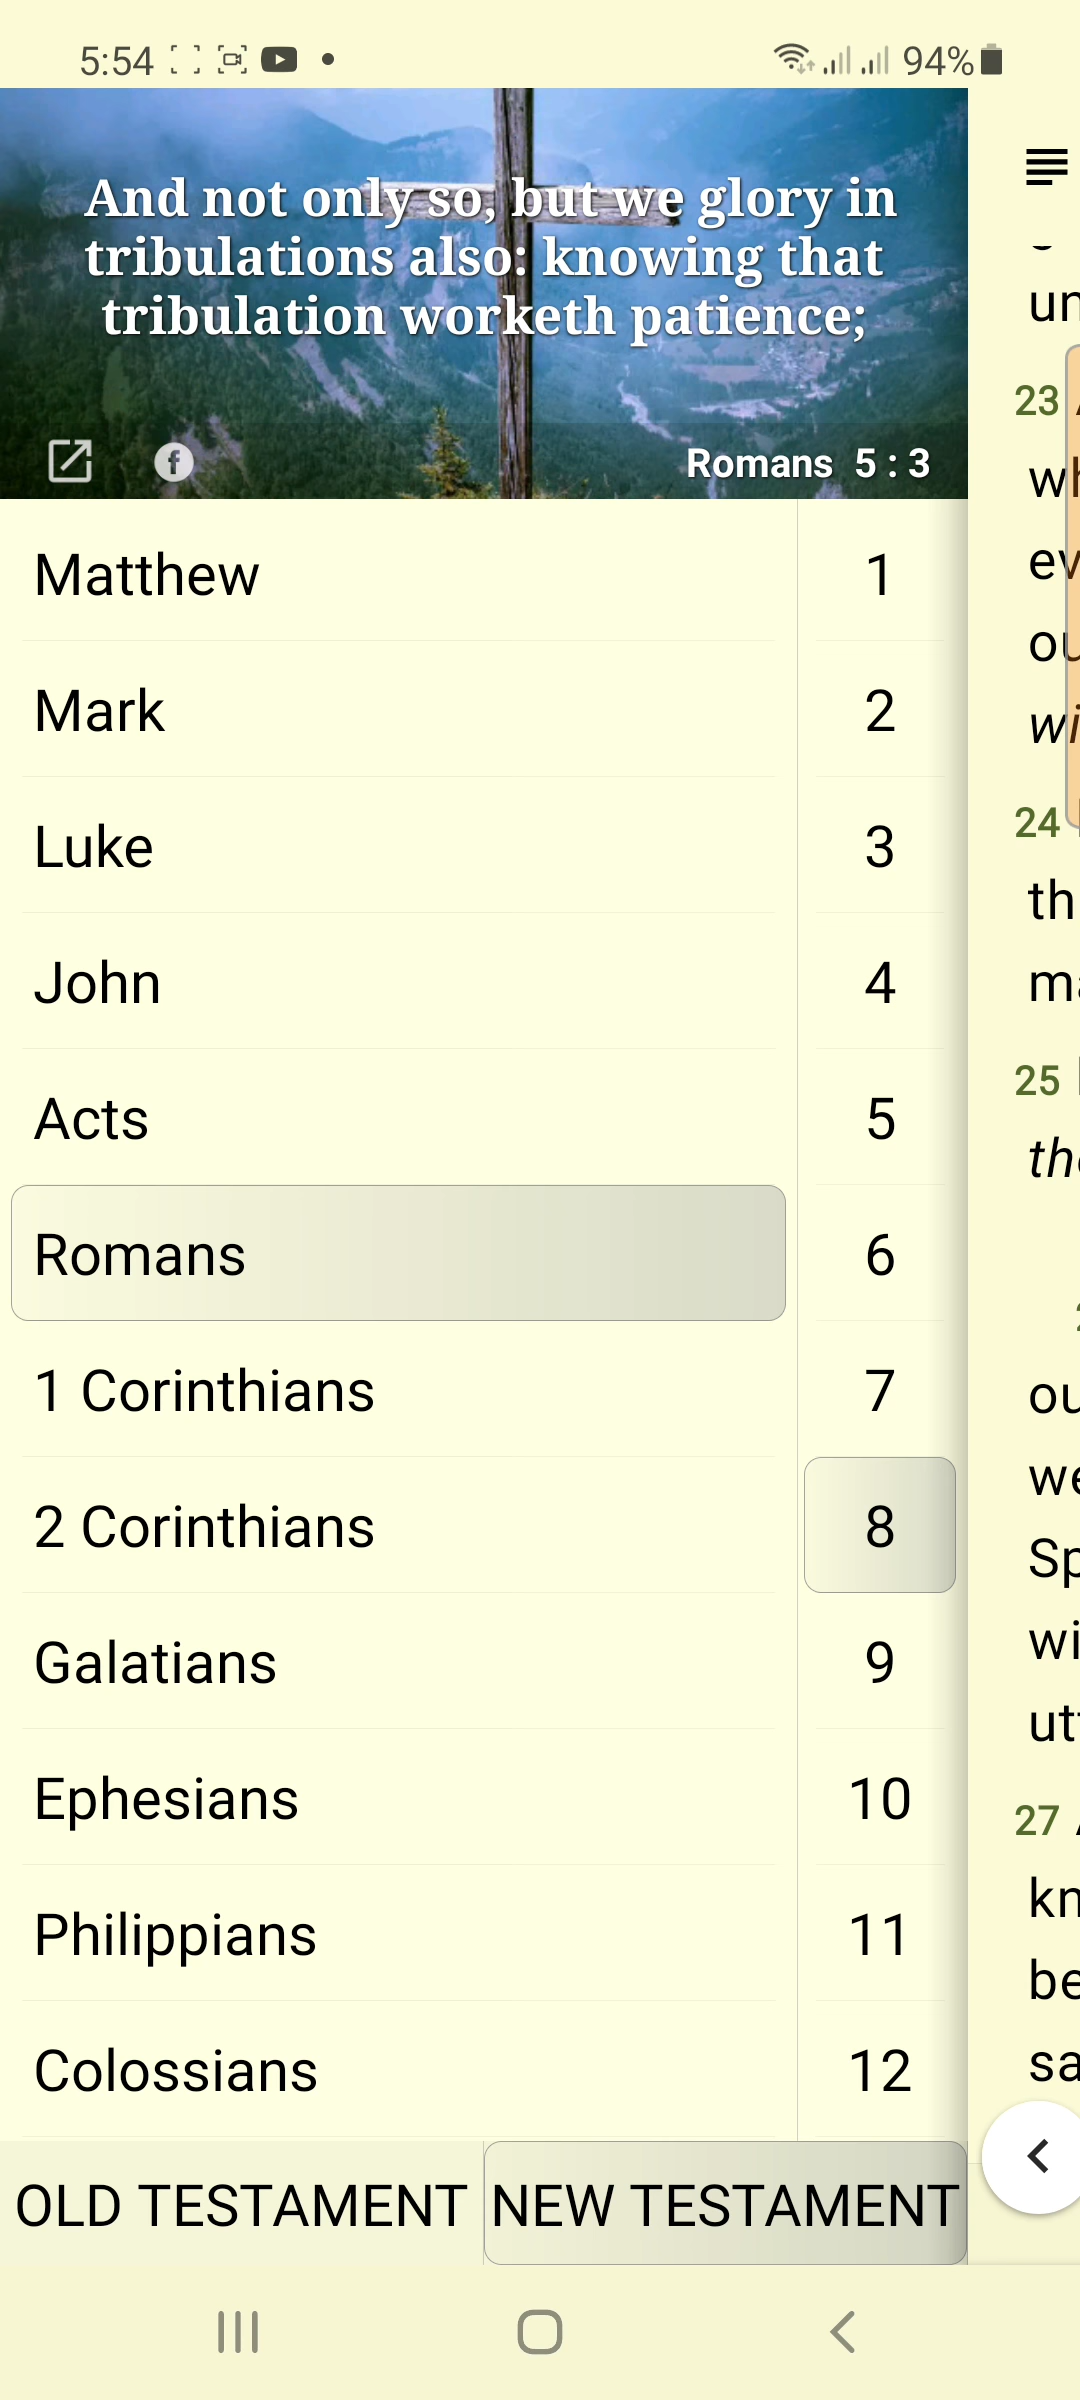 5:54
94%
And not only so, but we glory in
tribulations also: knowing that
tribulation worketh patience;
Romans 5 : 3
Matthew
Mark
Luke
John
Acts
Romans
1 Corinthians
2 Corinthians
Galatians
Ephesians
Philippians
Colossians
1
2
3
4
5
6
7
8
9
10
11
12
23
24
25
27
OLD TESTAMENT
NEW TESTAMENT